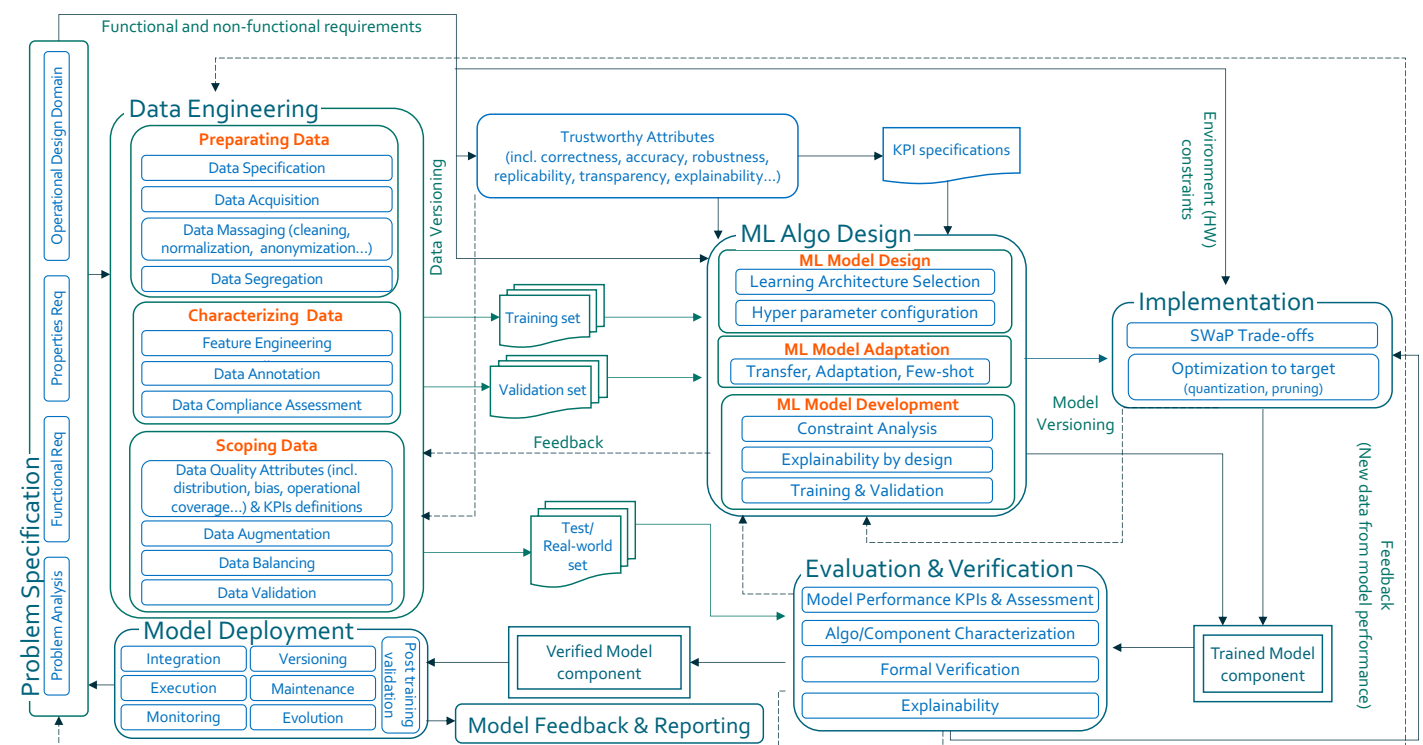 Functional and non-functional requirements
Problem Specification
Operational Design Domain
Properties Req
Functional Req
Problem Analysis
Data Engineering
Preparating Data
Data Specification
Data Acquisition
Data Massaging (cleaning,
normalization, anonymization...)
Data Segregation
Characterizing Data
Feature Engineering
Data Annotation
Data Compliance Assessment
Scoping Data
Data Quality Attributes (incl.
distribution, bias, operational
coverage...) & KPIs definitions
Data Augmentation
Data Balancing
Data Validation
Data Versioning
Trustworthy Attributes
(incl. correctness, accuracy, robustness,
replicability, transparency, explainability...)
KPI specifications
Environment (HW)
constraints
Training set
Validation set
Feedback
Test/
Real-world
set
ML Algo Design
ML Model Design
Learning Architecture Selection
Hyper parameter configuration
ML Model Adaptation
Transfer, Adaptation, Few-shot
ML Model Development
Constraint Analysis
Explainability by design
Training & Validation
Model
Versioning
Implementation
SWaP Trade-offs
Optimization to target
(quantization, pruning)
Feedback
(New data from model performance)
Evaluation & Verification
Model Performance KPIs & Assessment
Algo/Component Characterization
Formal Verification
Explainability
Trained Model
component
Verified Model
component
Model Deployment
Integration
Versioning
Execution
Maintenance
Monitoring
Evolution
Post training
validation
Model Feedback & Reporting